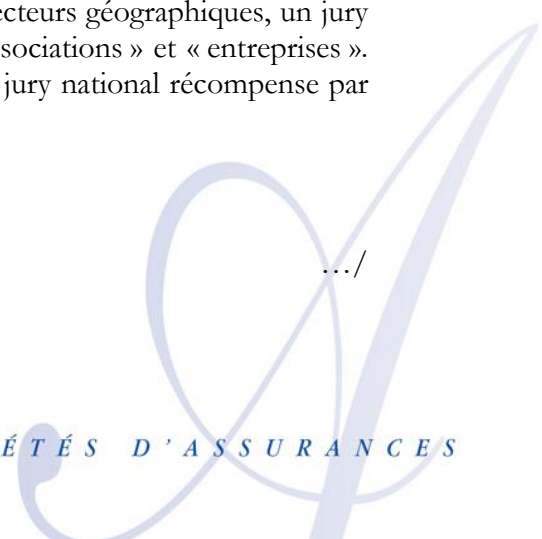 ecteurs géographiques, un jury
sociations » et « entreprises ».
jury national récompense par
…/
ÉTÉS D’ASSURANCES